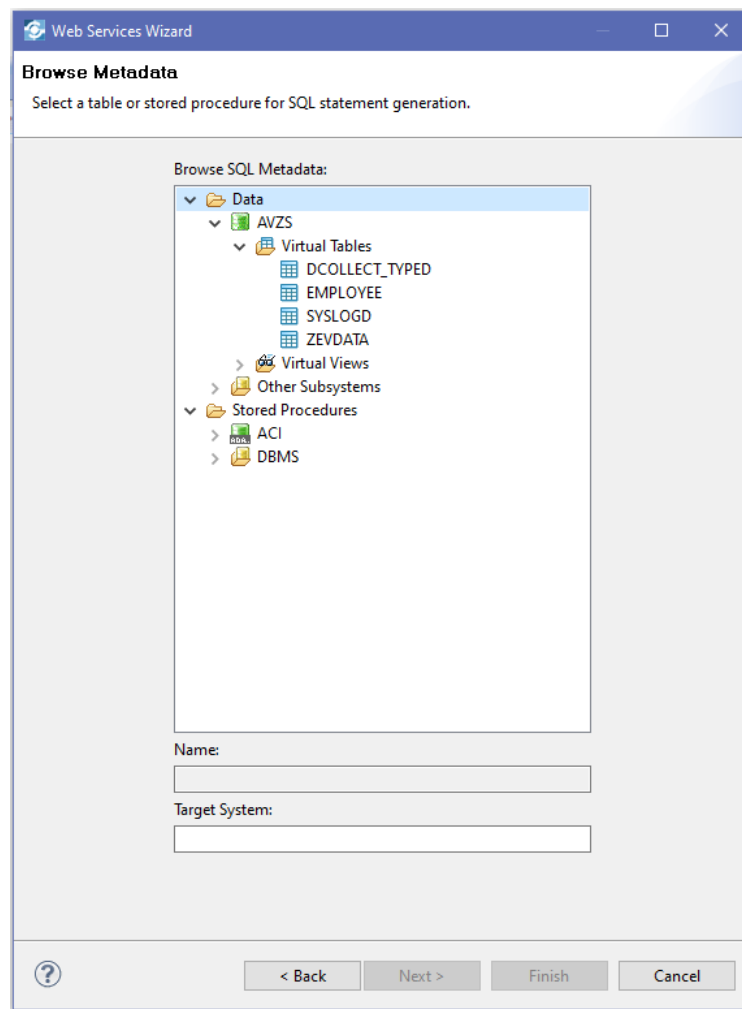 Web Services Wizard
Browse Metadata
Select a table or stored procedure for SQL statement generation.
Browse SQL Metadata:
Data
AVZS
Virtual Tables
DCOLLECT_TYPED
EMPLOYEE
SYSLOGD
ZEVDATA
Virtual Views
Other Subsystems
Stored Procedures
ACI
DBMS
Name:
Target System:
? < Back Next > Finish Cancel